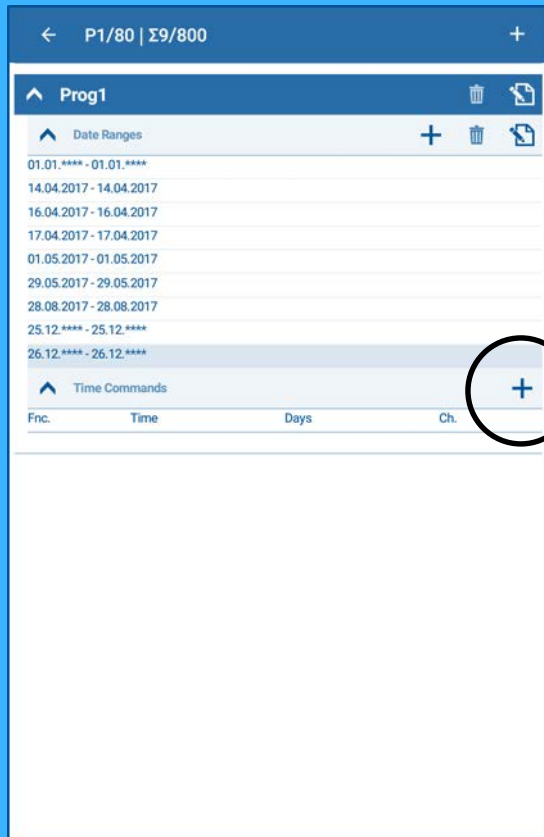 P1/80 | Σ9/800
Prog1
Date Ranges
01.01.**** - 01.01.****
14.04.2017 - 14.04.2017
16.04.2017 - 16.04.2017
17.04.2017 - 17.04.2017
01.05.2017 - 01.05.2017
29.05.2017 - 29.05.2017
28.08.2017 - 28.08.2017
25.12.**** - 25.12.****
26.12.**** - 26.12.****
Time Commands
Fnc. Time Days Ch.